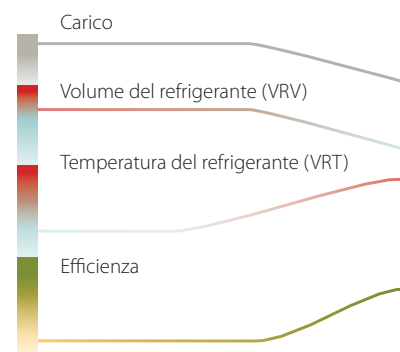 Carico
Volume del refrigerante (VRV)
Temperatura del refrigerante (VRT)
Efficienza